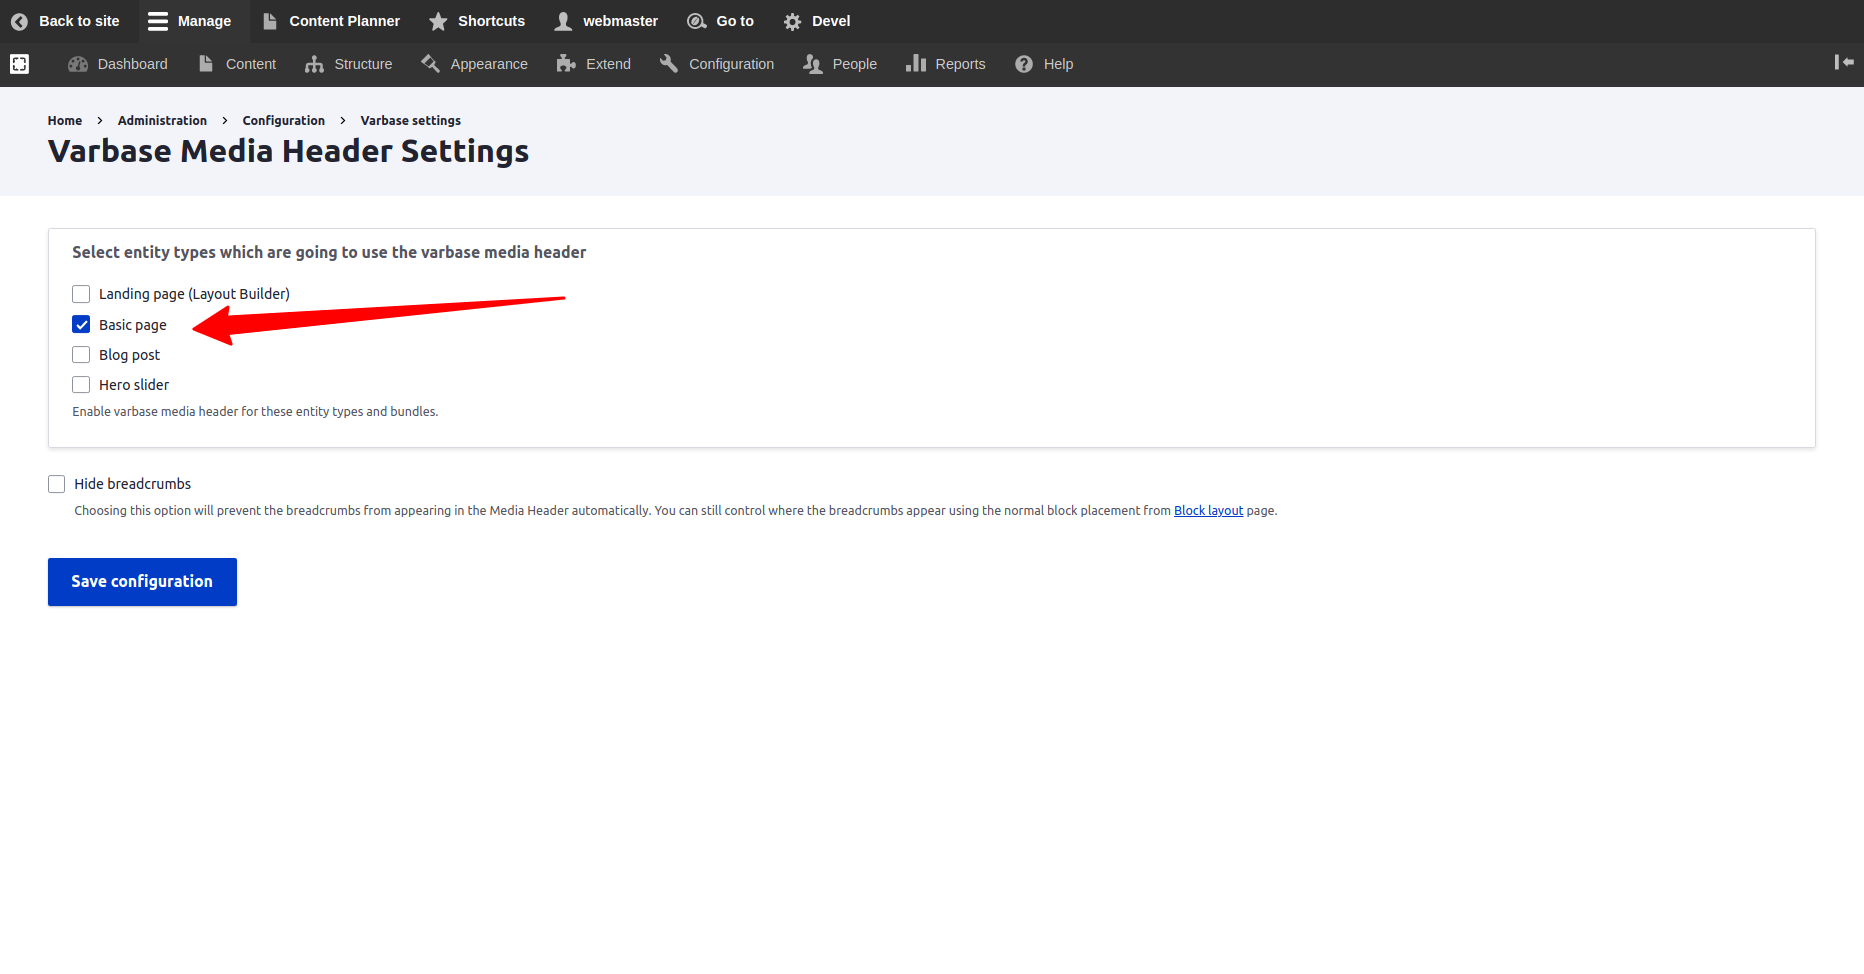 Back to site Manage Content Planner Shortcuts webmaster Go to Devel
Dashboard Content Structure Appearance Extend Configuration People Reports Help
Home > Administration > Configuration > Varbase settings
Varbase Media Header Settings
Select entity types which are going to use the varbase media header
Landing page (Layout Builder)
Basic page
Blog post
Hero slider
Enable varbase media header for these entity types and bundles.
Hide breadcrumbs
Choosing this option will prevent the breadcrumbs from appearing in the Media Header automatically. You can still control where the breadcrumbs appear using the normal block placement from Block layout page.
Save configuration